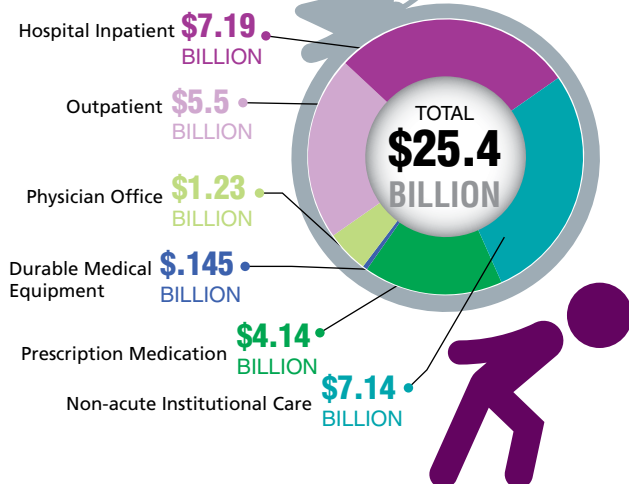 Hospital Inpatient $7.19
BILLION
Outpatient $5.5
BILLION
Physician Office $1.23
BILLION
Durable Medical $.145
Equipment BILLION
Prescription Medication $4.14
BILLION
Non-acute Institutional Care $7.14
BILLION
TOTAL
$25.4
BILLION